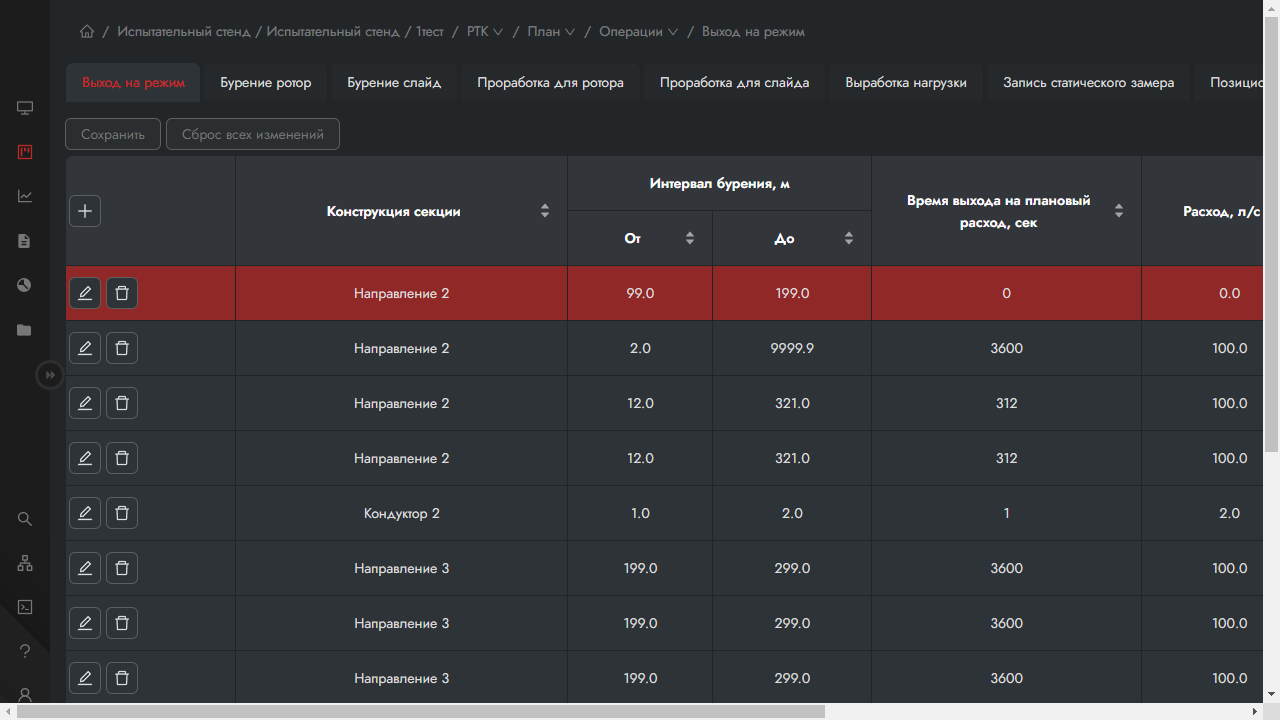 / Испытательный стенд / Испытательный стенд / 1тест / РТК / План / Операции / Выход на режим
Выход на режим Бурение ротор Бурение слайд Проработка для ротора Проработка для слайда Выработка нагрузки Запись статического замера Позицио
Сохранить Сброс всех изменений
Конструкция секции
Интервал бурения, м
От До
Время выхода на плановый
расход, сек
Расход, л/с
Направление 2 99.0 199.0 0 0.0
Направление 2 2.0 9999.9 3600 100.0
Направление 2 12.0 321.0 312 100.0
Направление 2 12.0 321.0 312 100.0
Кондуктор 2 1.0 2.0 1 2.0
Направление 3 199.0 299.0 3600 100.0
Направление 3 199.0 299.0 3600 100.0
Направление 3 199.0 299.0 3600 100.0